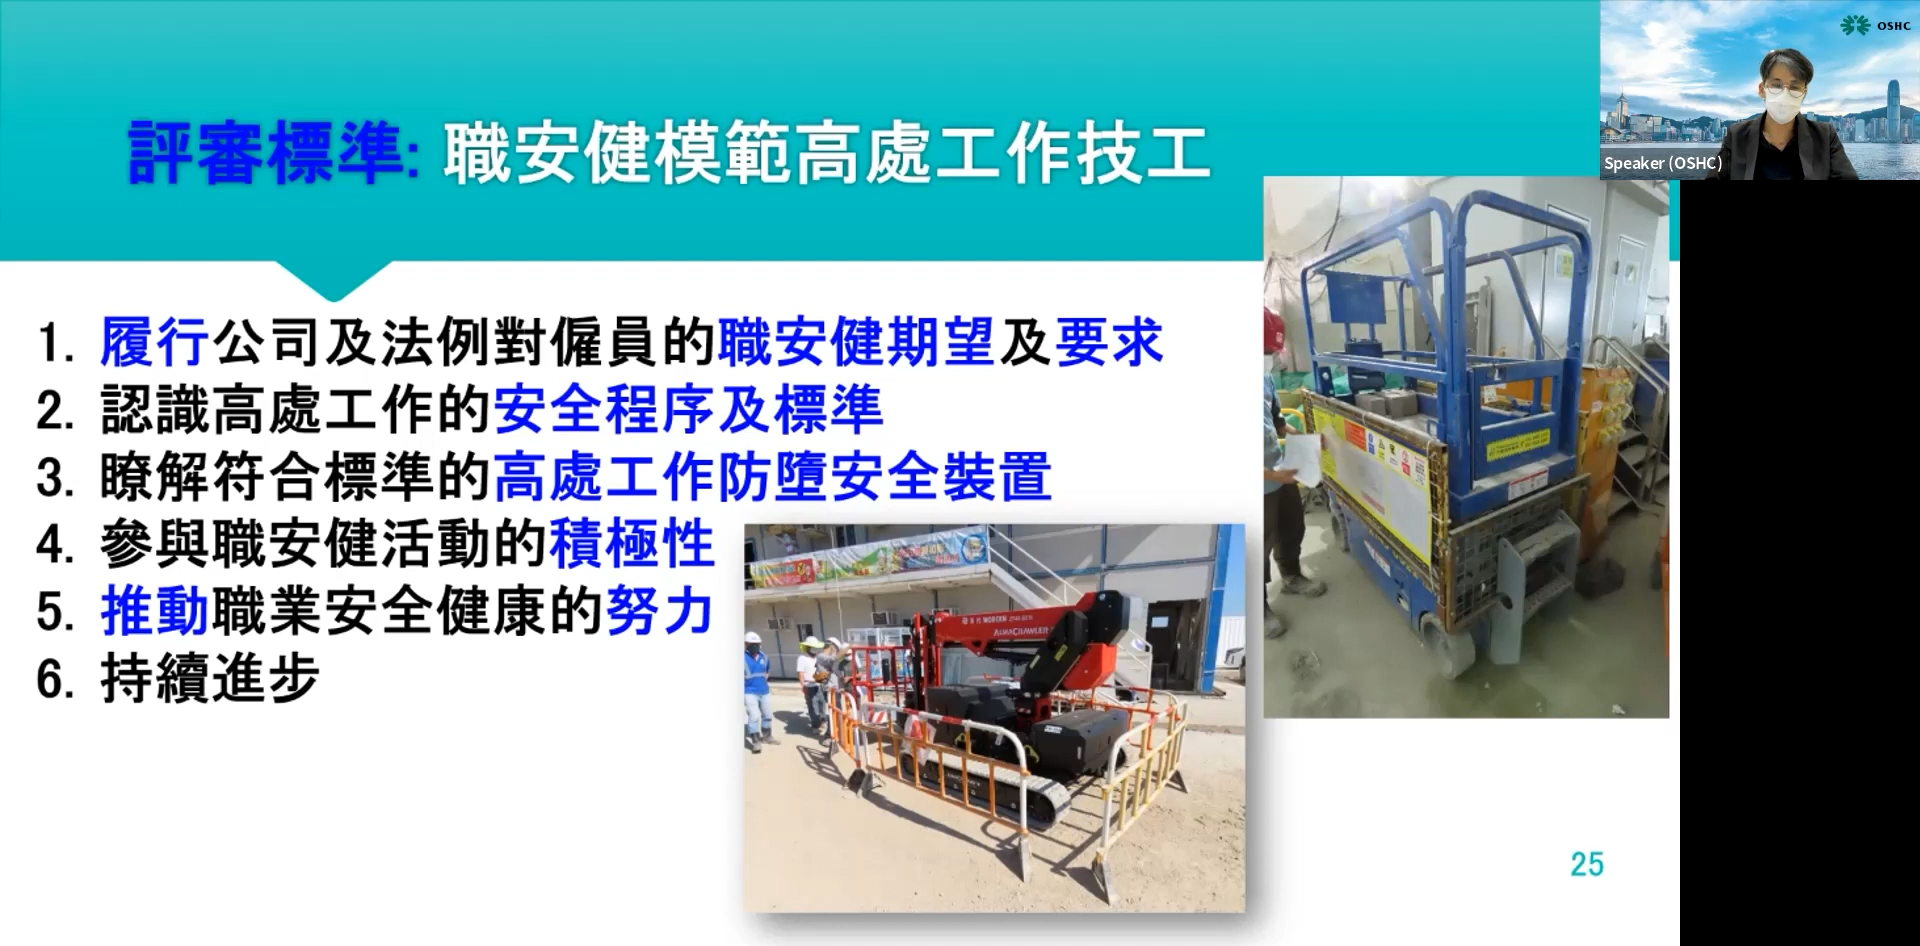 OSHC
Speaker (OSHC)
評審標準: 職安健模範高處工作技工
1. 履行公司及法例對僱員的職安健期望及要求
2. 認識高處工作的安全程序及標準
3. 瞭解符合標準的高處工作防墮安全裝置
4. 參與職安健活動的積極性
5. 推動職業安全健康的努力
6. 持續進步
25